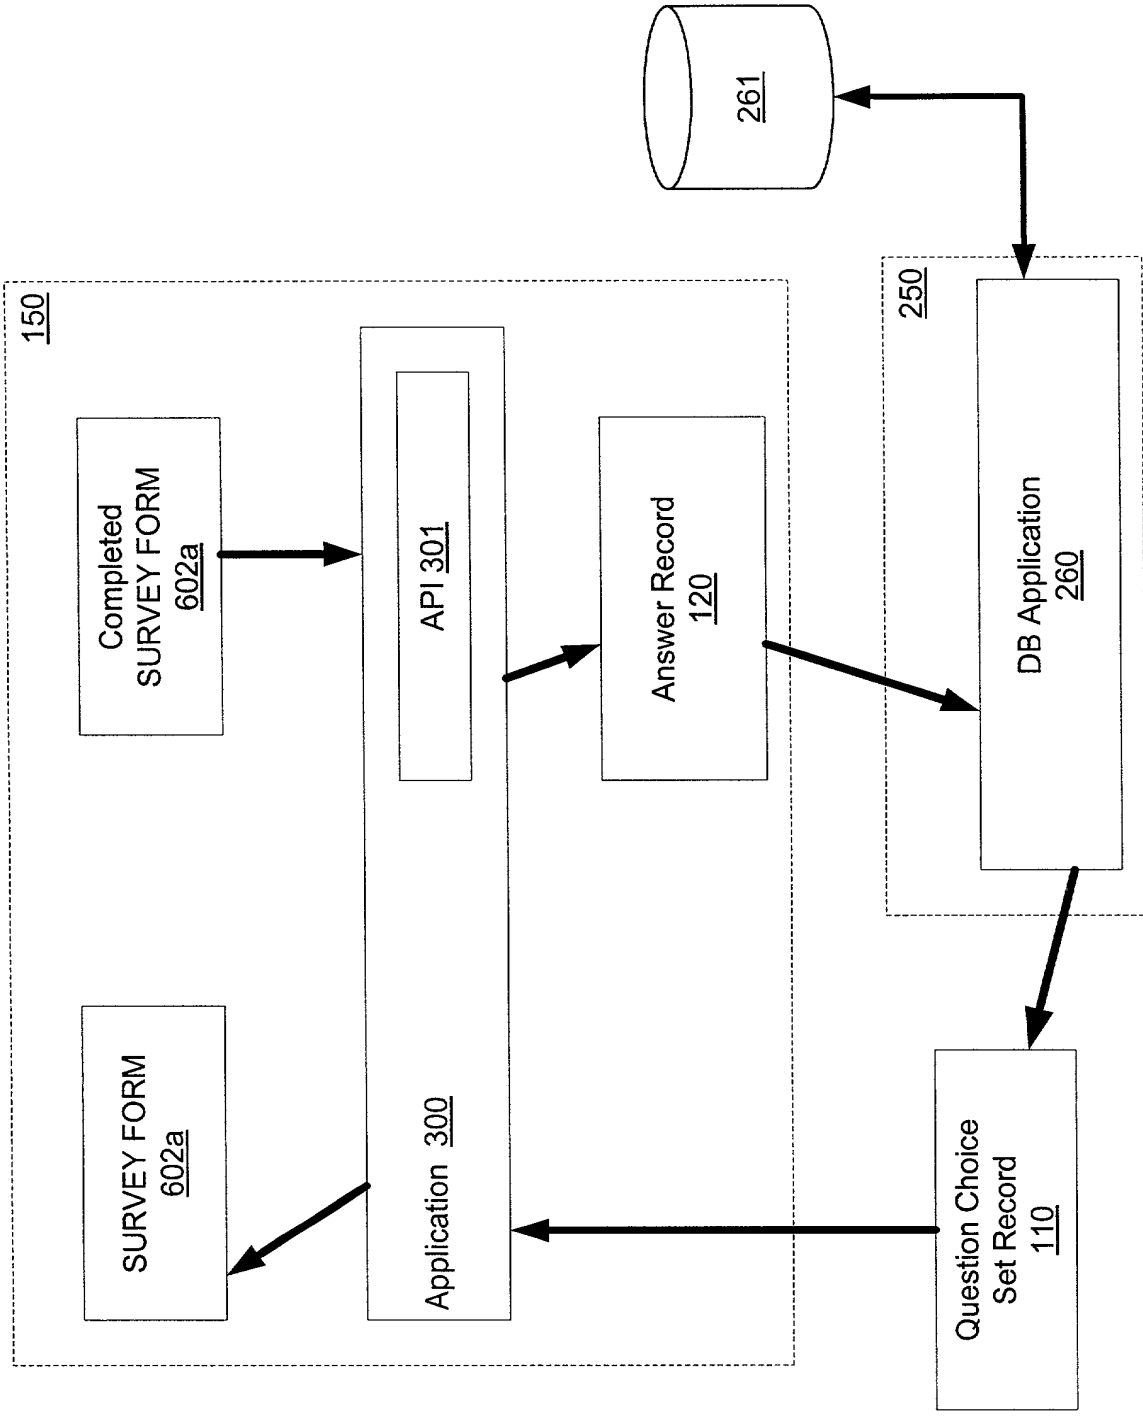 150
SURVEY FORM
602a
Completed
SURVEY FORM
602a
Application 300
API 301
Answer Record
120
Question Choice
Set Record
110
250
DB Application
260
261